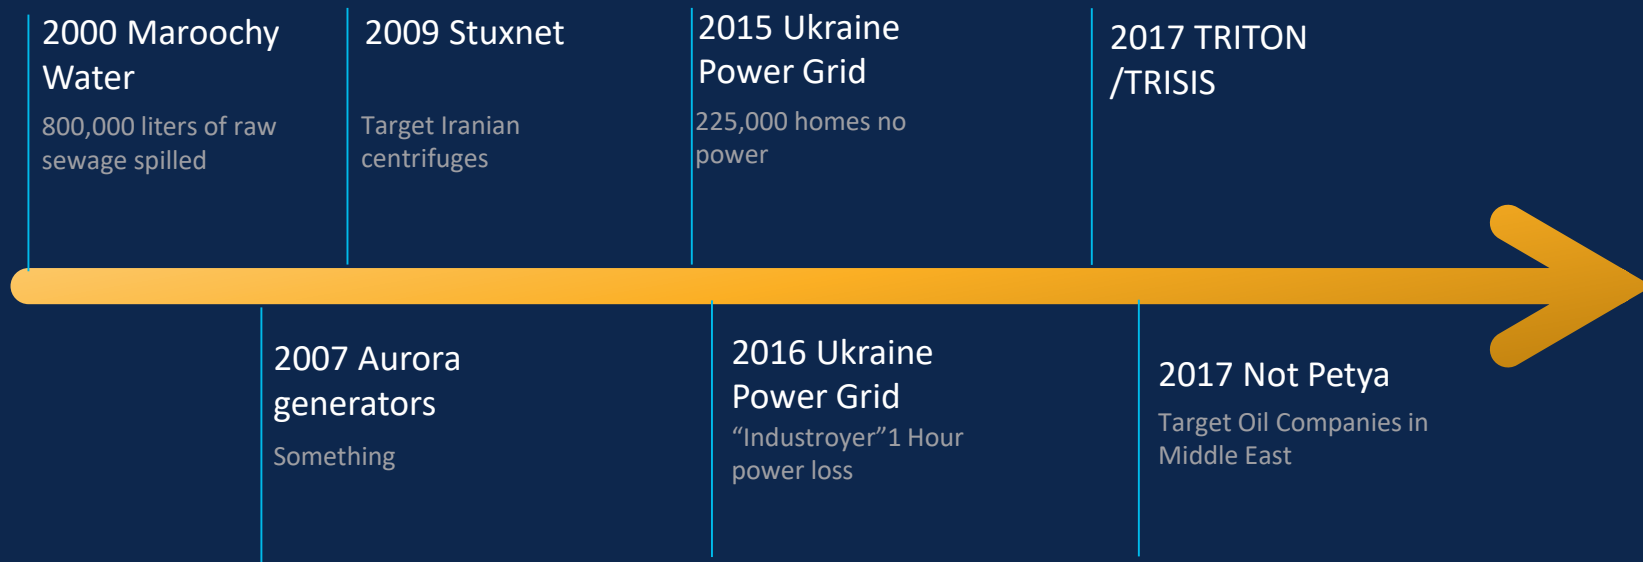 2000 Maroochy
Water
800,000 liters of raw
sewage spilled
2009 Stuxnet
Target Iranian
centrifuges
2015 Ukraine
Power Grid
225,000 homes no
power
2017 TRITON
/TRISIS
2007 Aurora
generators
Something
2016 Ukraine
Power Grid
“Industroyer”1 Hour
power loss
2017 Not Petya
Target Oil Companies in
Middle East